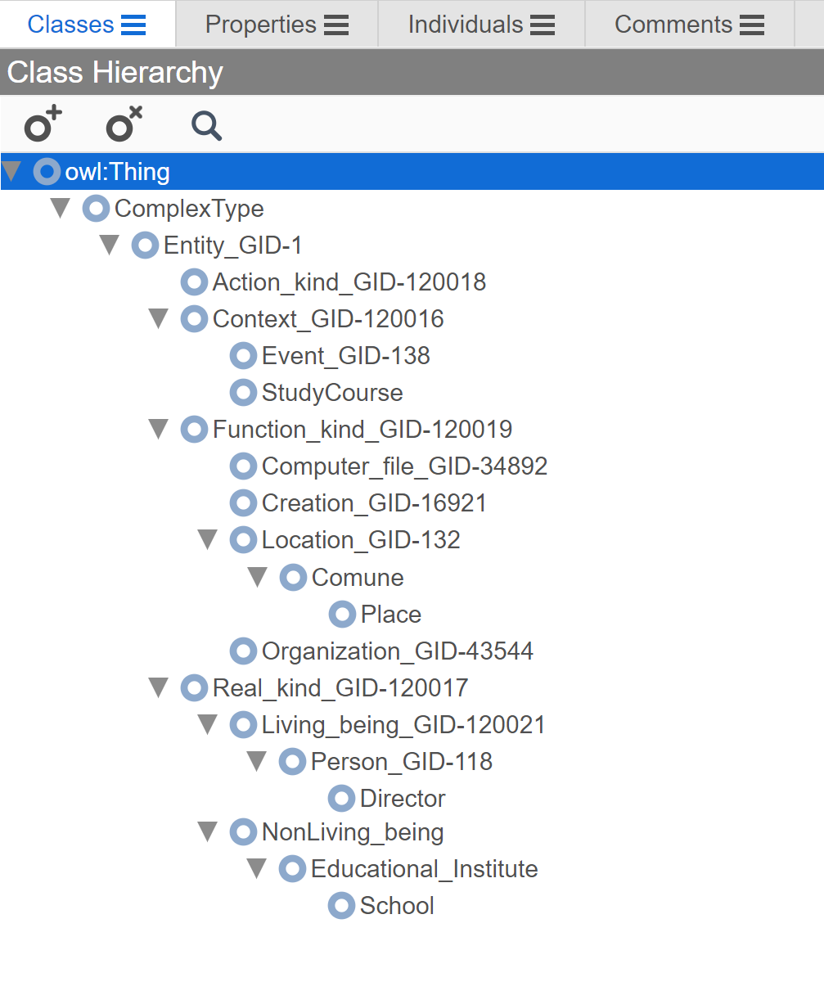 Classes Properties Individuals Comments
Class Hierarchy
owl:Thing
ComplexType
Entity_GID-1
Action_kind_GID-120018
Context_GID-120016
Event_GID-138
StudyCourse
Function_kind_GID-120019
Computer_file_GID-34892
Creation_GID-16921
Location_GID-132
Comune
Place
Organization_GID-43544
Real_kind_GID-120017
Living_being_GID-120021
Person_GID-118
Director
NonLiving_being
Educational_Institute
School